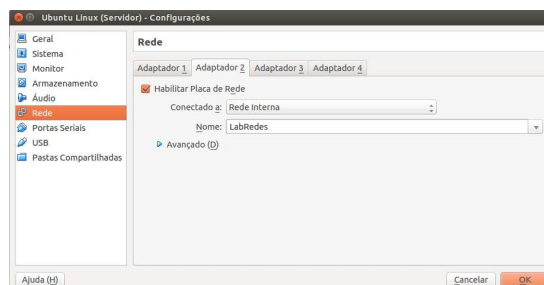 Ubuntu Linux (Servidor) - Configurações
Geral
Sistema
Monitor
Armazenamento
Áudio
Rede
Portas Seriais
USB
Pastas Compartilhadas
Rede
Adaptador 1 Adaptador 2 Adaptador 3 Adaptador 4
Habilitar Placa de Rede
Conectado a: Rede Interna
Nome: LabRedes
Avançado (D)
Ajuda (H) Cancelar OK